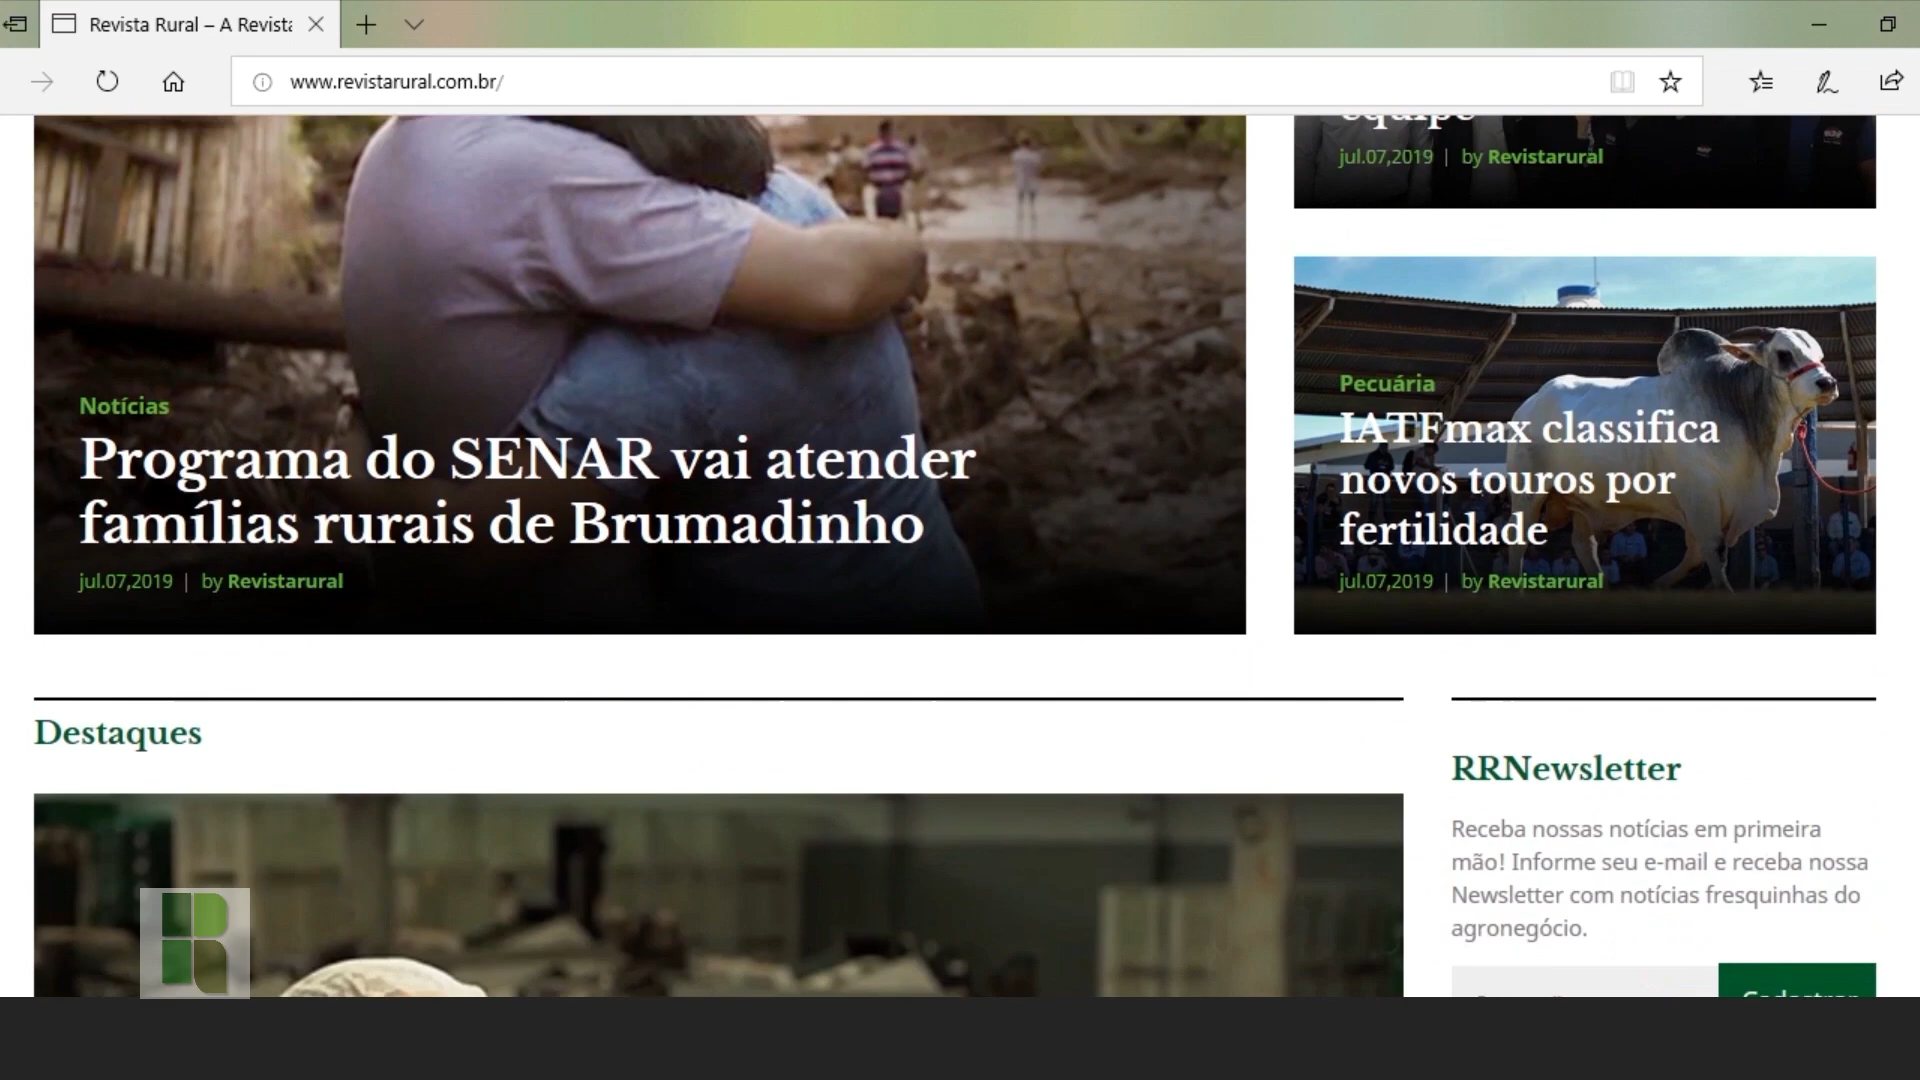 Revista Rural – A Revista
www.revistarural.com.br/
equipe
jul.07,2019 | by Revistarural
Notícias
Programa do SENAR vai atender
famílias rurais de Brumadinho
jul.07,2019 | by Revistarural
Pecuária
IATFmax classifica
novos touros por
fertilidade
jul.07,2019 | by Revistarural
Destaques
RRNewsletter
Receba nossas notícias em primeira
mão! Informe seu e-mail e receba nossa
Newsletter com notícias fresquinhas do
agronegócio.
Cadastrar